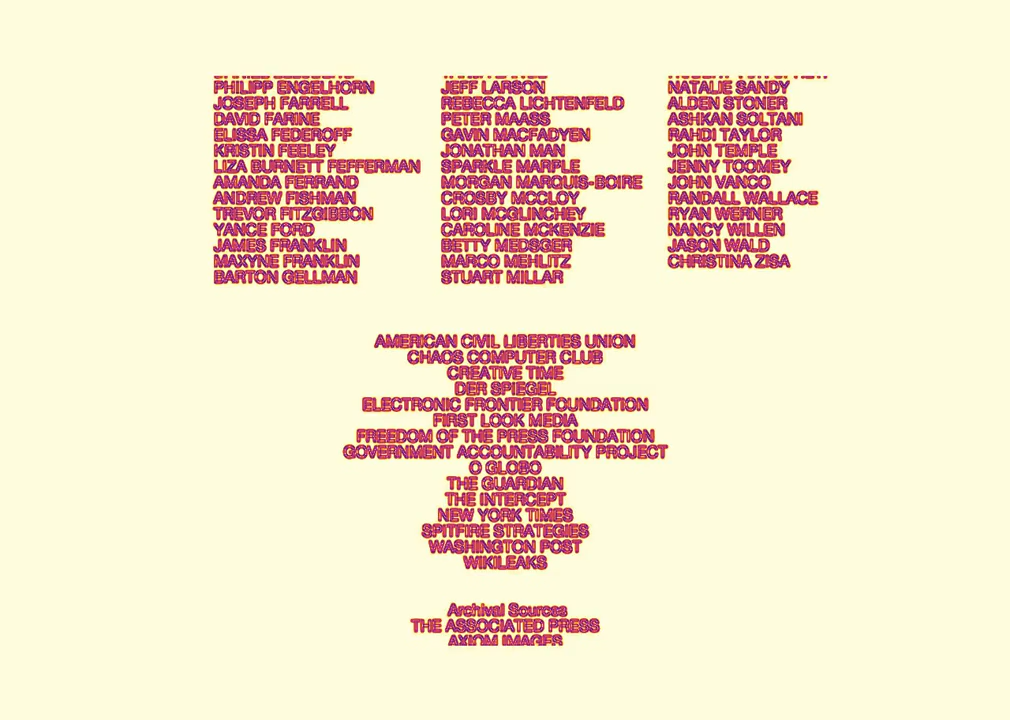 PHILIPP ENGELHORN
JOSEPH FARRELL
DAVID FARINE
ELISSA FEDEROFF
KRISTIN FEELEY
LIZA BURNETT FEFFERMAN
AMANDA FERRAND
ANDREW FISHMAN
TREVOR FITZGIBBON
YANCE FORD
JAMES FRANKLIN
MAXYNE FRANKLIN
BARTON GELLMAN
JEFF LARSON
REBECCA LICHTENFELD
PETER MAASS
GAVIN MACFADYEN
JONATHAN MAN
SPARKLE MARPLE
MORGAN MARQUIS-BOIRE
CROSBY MCCLOY
LORI MCGLINCHEY
CAROLINE MCKENZIE
BETTY MEDSGER
MARCO MEHLITZ
STUART MILLAR
NATALIE SANDY
ALDEN STONER
ASHKAN SOLTANI
RAHDI TAYLOR
JOHN TEMPLE
JENNY TOOMEY
JOHN VANCO
RANDALL WALLACE
RYAN WERNER
NANCY WILLEN
JASON WALD
CHRISTINA ZISA
AMERICAN CIVIL LIBERTIES UNION
CHAOS COMPUTER CLUB
CREATIVE TIME
DER SPIEGEL
ELECTRONIC FRONTIER FOUNDATION
FIRST LOOK MEDIA
FREEDOM OF THE PRESS FOUNDATION
GOVERNMENT ACCOUNTABILITY PROJECT
O GLOBO
THE GUARDIAN
THE INTERCEPT
NEW YORK TIMES
SPITFIRE STRATEGIES
WASHINGTON POST
WIKILEAKS
Archival Sources
THE ASSOCIATED PRESS
AXIOM IMAGES